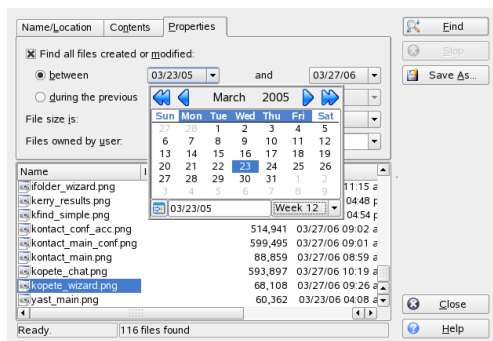 Name/Location Contents Properties
Find
Find all files created or modified:
Stop
between 03/23/05 and 03/27/06
Save As...
during the previous
March 2005
File size is:
Sun Mon Tue Wed Thu Fri Sat
27 28 1 2 3 4 5
Files owned by user:
6 7 8 9 10 11 12
13 14 15 16 17 18 19
20 21 22 23 24 25 26
27 28 29 30 31 1 2
3 4 5 6 7 8 9
03/23/05 Week 12
Name
ifolder_wizard.png 11:15 a
kerry_results.png 04:48 p
kfind_simple.png 04:54 p
kontact_conf_acc.png 514,941 03/27/06 09:02 a
kontact_main_conf.png 599,495 03/27/06 09:01 a
kontact_main.png 88,859 03/27/06 08:59 a
kopete_chat.png 593,897 03/27/06 10:19 a
kopete_wizard.png 68,108 03/27/06 09:26 a
yast_main.png 60,362 03/23/06 04:08 a
Close
Ready. 116 files found
Help